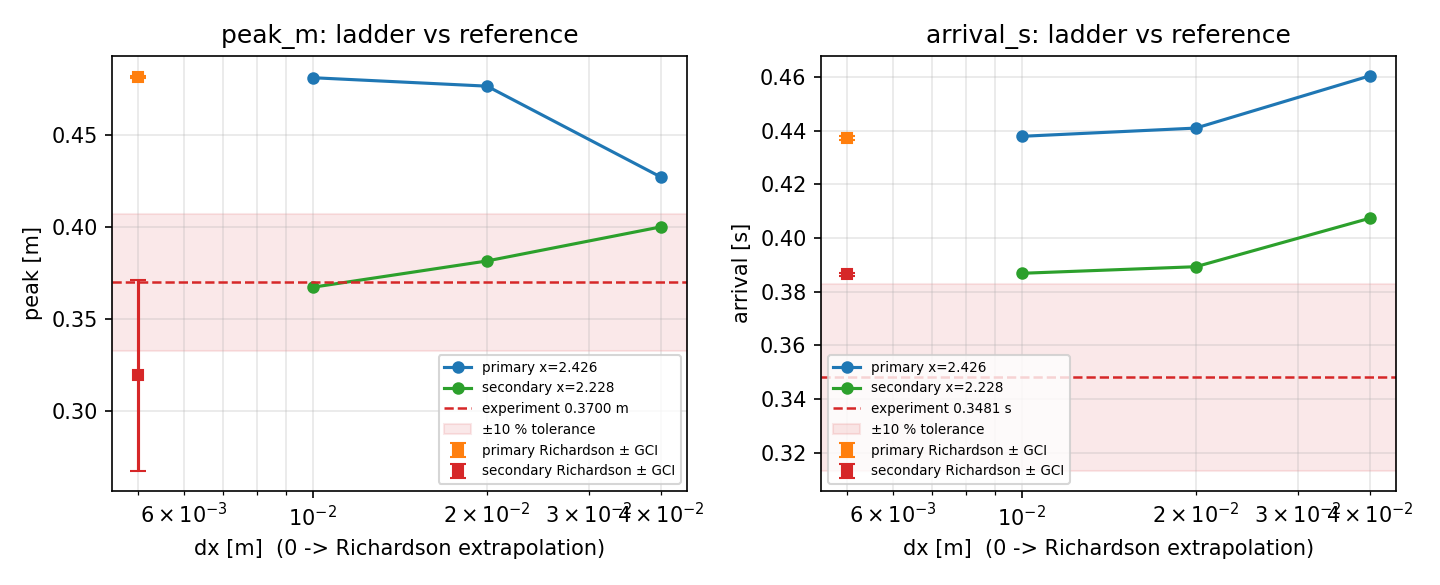 peak_m: ladder vs reference
peak [m]
0.45
0.40
0.35
0.30
primary x=2.426
secondary x=2.228
experiment 0.3700 m
±10 % tolerance
primary Richardson ± GCI
secondary Richardson ± GCI
6 × 10⁻³
10⁻²
2 × 10⁻²
3 × 10⁻²
4 × 10⁻²
dx [m]  (0 -> Richardson extrapolation)
arrival_s: ladder vs reference
arrival [s]
0.46
0.44
0.42
0.40
0.38
0.36
0.34
0.32
primary x=2.426
secondary x=2.228
experiment 0.3481 s
±10 % tolerance
primary Richardson ± GCI
secondary Richardson ± GCI
6 × 10⁻³
10⁻²
2 × 10⁻²
3 × 10⁻²
4 × 10⁻²
dx [m]  (0 -> Richardson extrapolation)